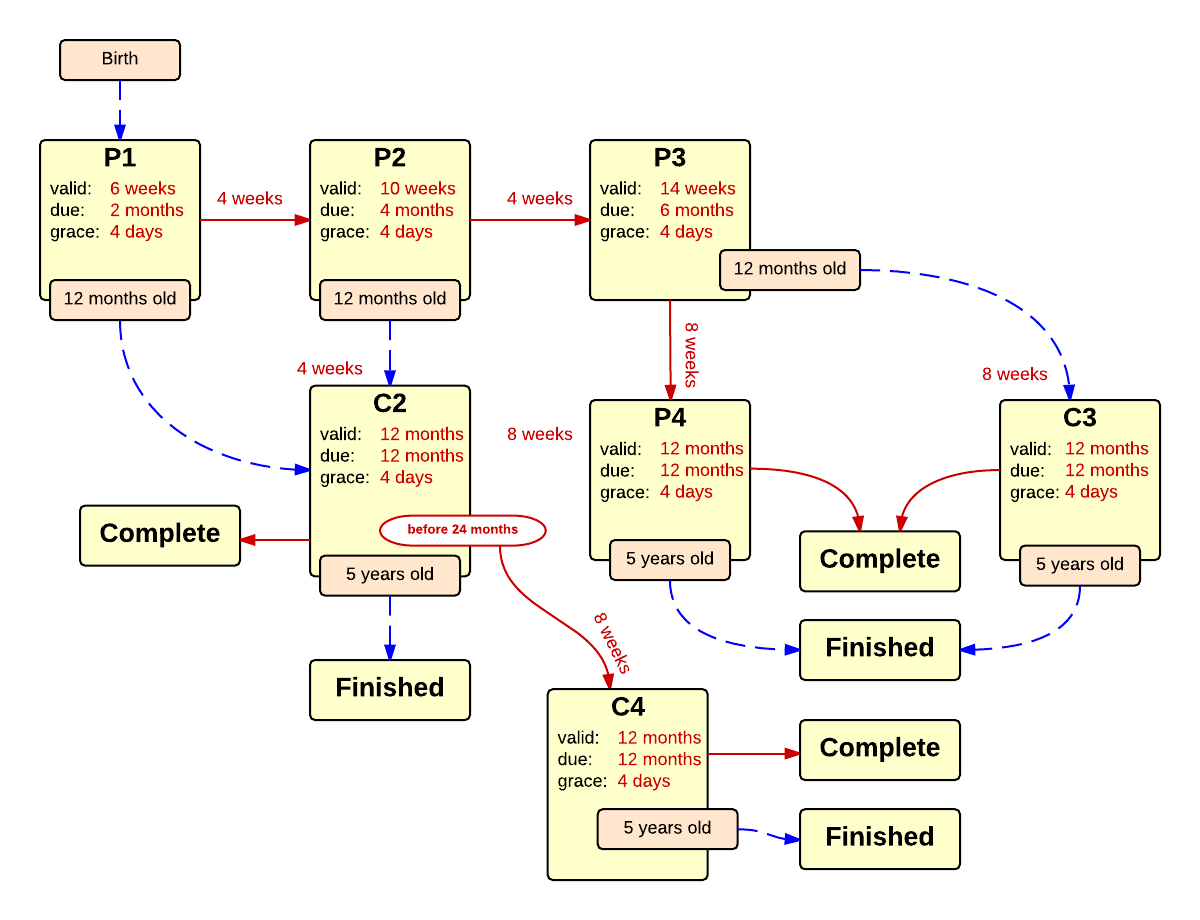 Birth
P1
valid: 6 weeks
due: 2 months
grace: 4 days
12 months old
4 weeks
P2
valid: 10 weeks
due: 4 months
grace: 4 days
12 months old
4 weeks
P3
valid: 14 weeks
due: 6 months
grace: 4 days
12 months old
8 weeks
4 weeks
8 weeks
C2
valid: 12 months
due: 12 months
grace: 4 days
before 24 months
5 years old
8 weeks
P4
valid: 12 months
due: 12 months
grace: 4 days
5 years old
C3
valid: 12 months
due: 12 months
grace: 4 days
5 years old
Complete
Complete
Finished
Finished
8 weeks
C4
valid: 12 months
due: 12 months
grace: 4 days
5 years old
Complete
Finished